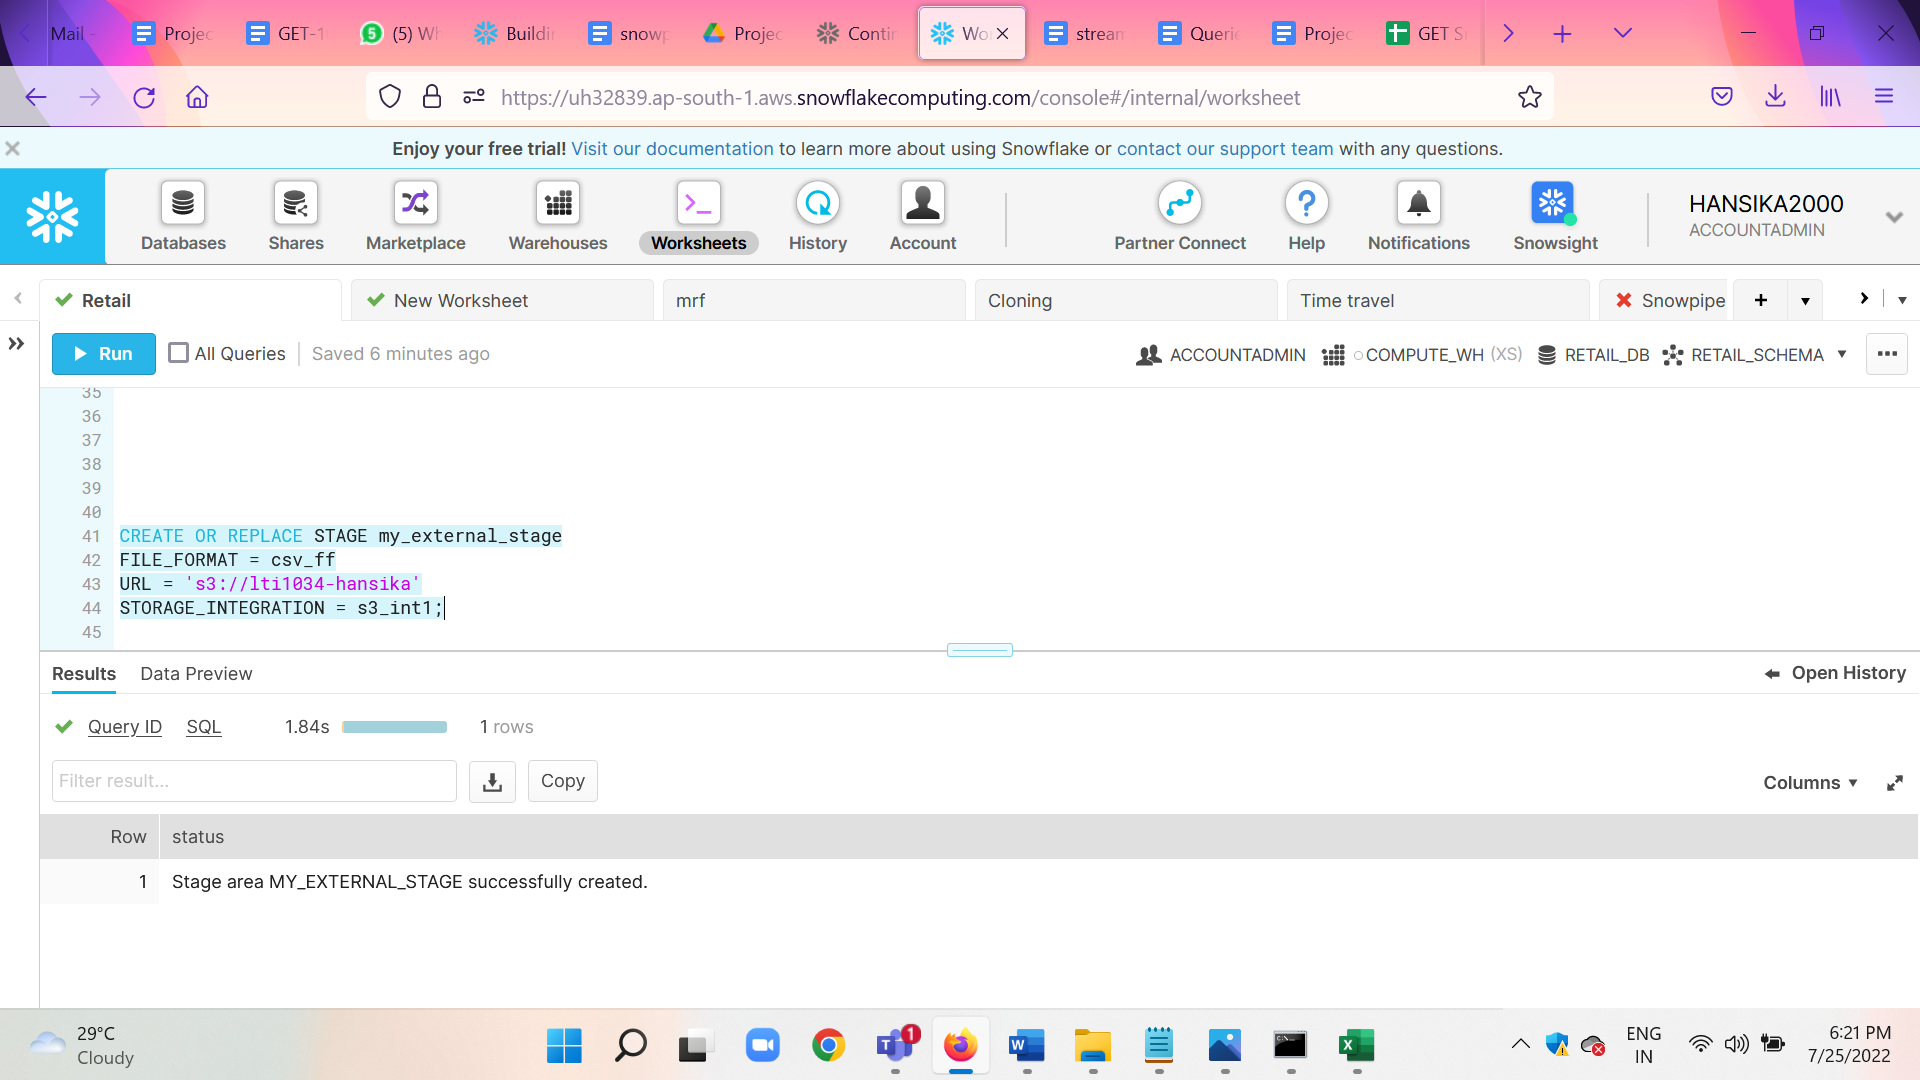 Mail -
Projec
GET-1
(5) Wh
Buildin
snowp
Projec
Contin
Wo
stream
Querie
Projec
GET Sn
https://uh32839.ap-south-1.aws.snowflakecomputing.com/console#/internal/worksheet
Enjoy your free trial! Visit our documentation to learn more about using Snowflake or contact our support team with any questions.
Databases
Shares
Marketplace
Warehouses
Worksheets
History
Account
Partner Connect
Help
Notifications
Snowsight
HANSIKA2000
ACCOUNTADMIN
Retail
New Worksheet
mrf
Cloning
Time travel
Snowpipe
Run
All Queries
Saved 6 minutes ago
ACCOUNTADMIN
COMPUTE_WH (XS)
RETAIL_DB
RETAIL_SCHEMA
35
36
37
38
39
40
41 CREATE OR REPLACE STAGE my_external_stage
42 FILE_FORMAT = csv_ff
43 URL = 's3://lti1034-hansika'
44 STORAGE_INTEGRATION = s3_int1;
45
Results
Data Preview
Open History
Query ID
SQL
1.84s
1 rows
Filter result...
Copy
Columns
Row
status
1
Stage area MY_EXTERNAL_STAGE successfully created.
29°C
Cloudy
1
ENG
IN
6:21 PM
7/25/2022